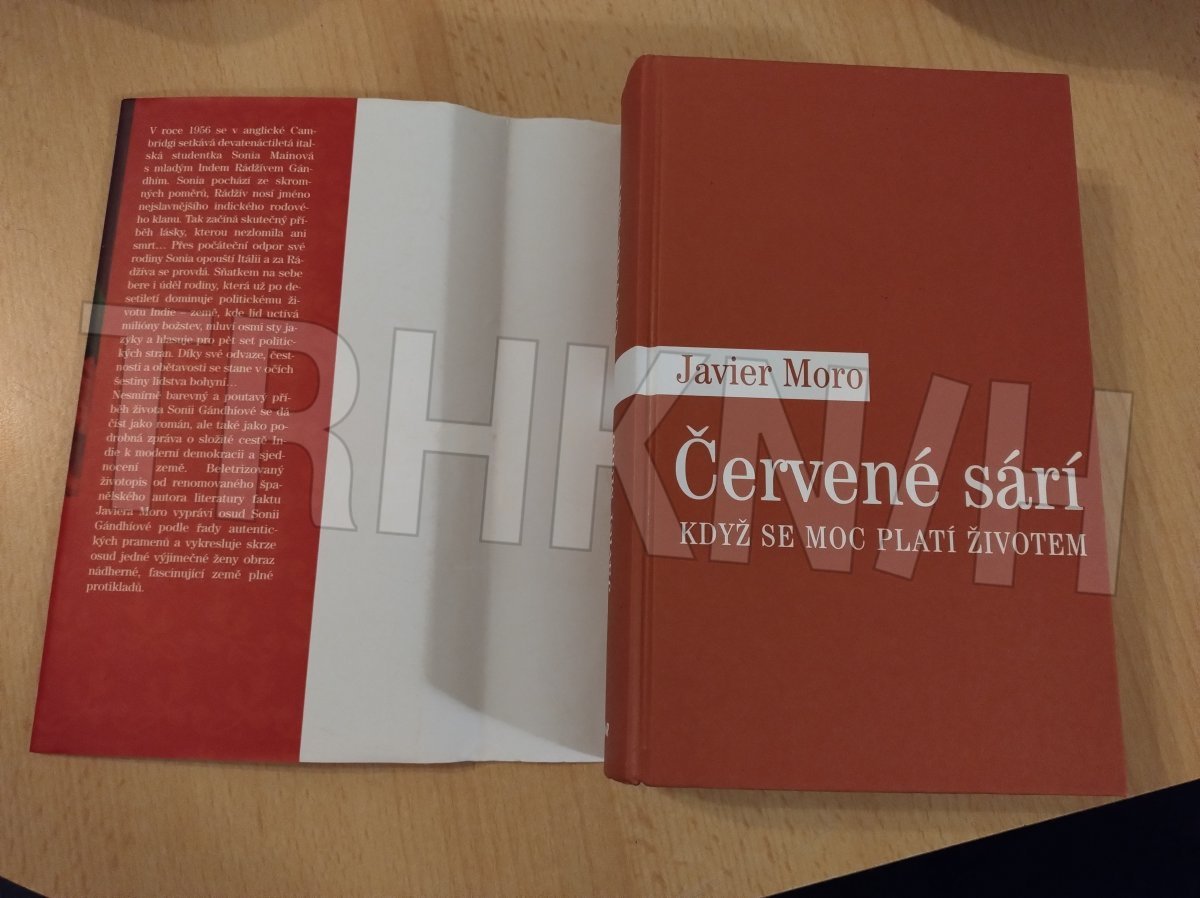 V roce 1956 se v anglické Cam-
bridgi setkává devatenáctiletá ital-
ská studentka Sonia Mainová
s mladým Indem Rádžívem Gán-
dhím. Sonia pochází ze skrom-
ných poměrů, Rádžív nosí jméno
nejslavnějšího indického rodové-
ho klanu. Tak začíná skutečný pří-
běh lásky, kterou nezlomila ani
smrt... Přes počáteční odpor své
rodiny Sonia opouští Itálii a za Rá-
džíva se provdá. Sňatkem na sebe
bere i úděl rodiny, která už po de-
setiletí dominuje politickému ži-
votu Indie – země, kde lid uctívá
milióny božstev, mluví osmi sty ja-
zyky a hlasuje pro pět set politic-
kých stran. Díky své odvaze, čest-
nosti a obětavosti se stane v očích
šestiny lidstva bohyní...
Nesmírně barevný a poutavý pří-
běh života Sonii Gándhíové se dá
číst jako román, ale také jako po-
drobná zpráva o složité cestě In-
die k moderní demokracii a sjed-
nocení země. Beletrizovaný
životopis od renomovaného špa-
nělského autora literatury faktu
Javiera Moro vypráví osud Sonii
Gándhíové podle řady autentic-
kých pramenů a vykresluje skrze
osud jedné výjimečné ženy obraz
nádherné, fascinující země plné
protikladů.
Javier Moro
Červené sárí
KDYŽ SE MOC PLATÍ ŽIVOTEM
TRHKNIH